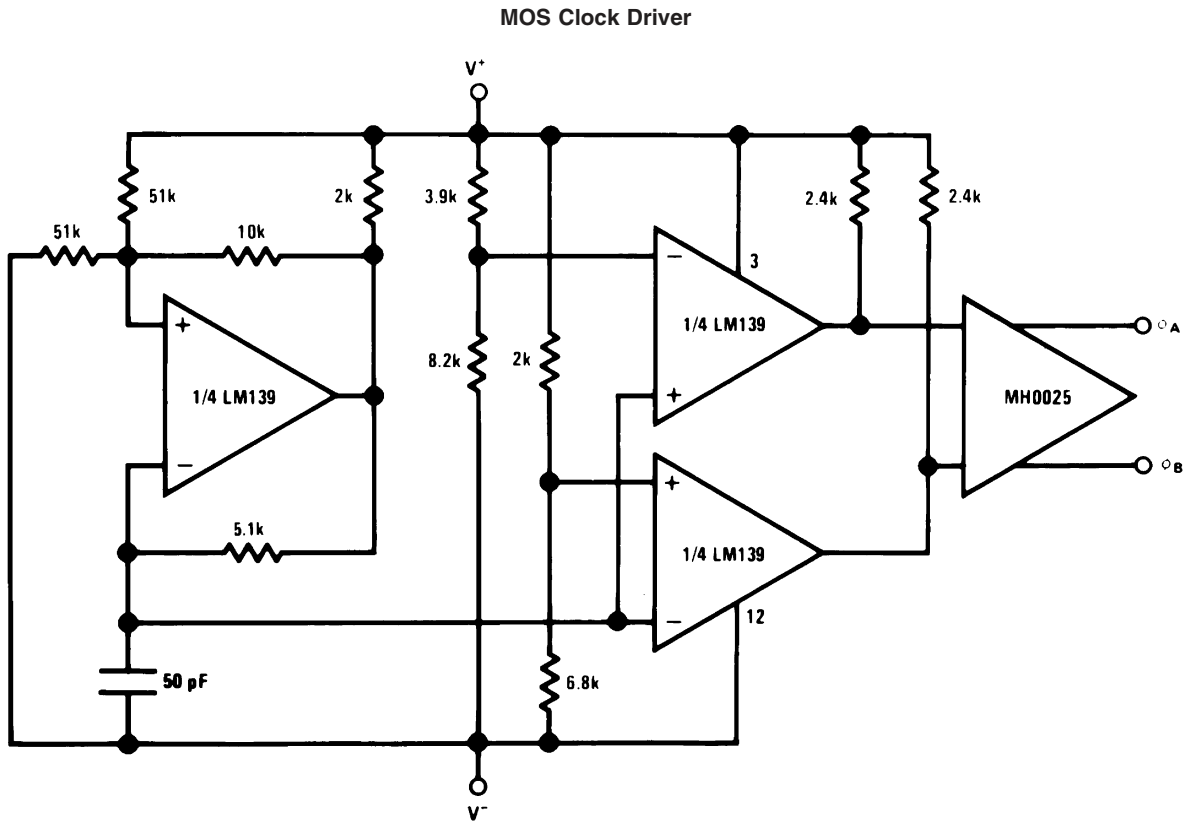 MOS Clock Driver
V+
51k
2k
3.9k
2.4k
2.4k
51k
10k
3
+
1/4 LM139
−
−
1/4 LM139
+
8.2k
2k
MH0025
ΦA
ΦB
5.1k
+
1/4 LM139
−
12
50 pF
6.8k
V−